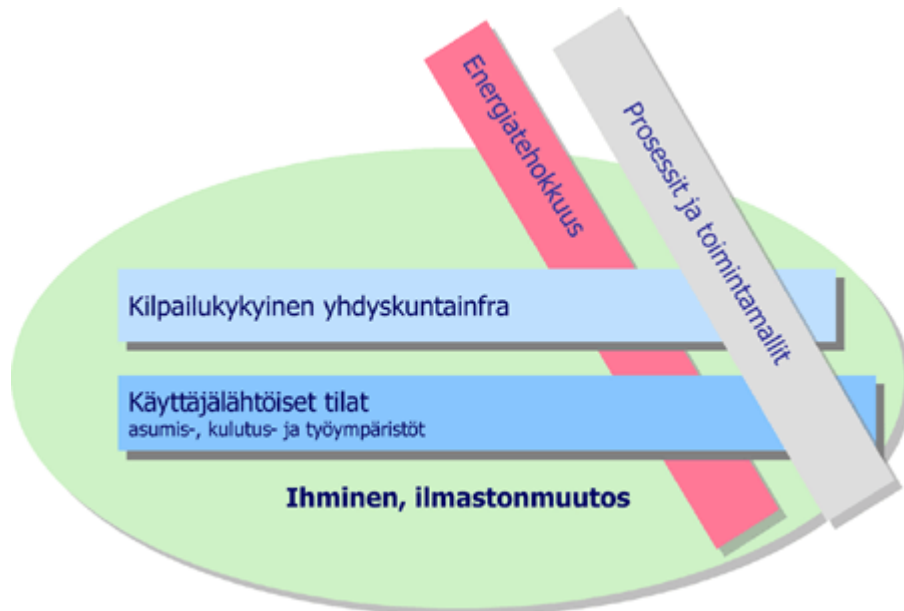 Energiatehokkuus
Prosessit ja toimintamallit
Kilpailukykyinen yhdyskuntainfra
Käyttäjälähtöiset tilat
asumis-, kulutus- ja työympäristöt
Ihminen, ilmastonmuutos